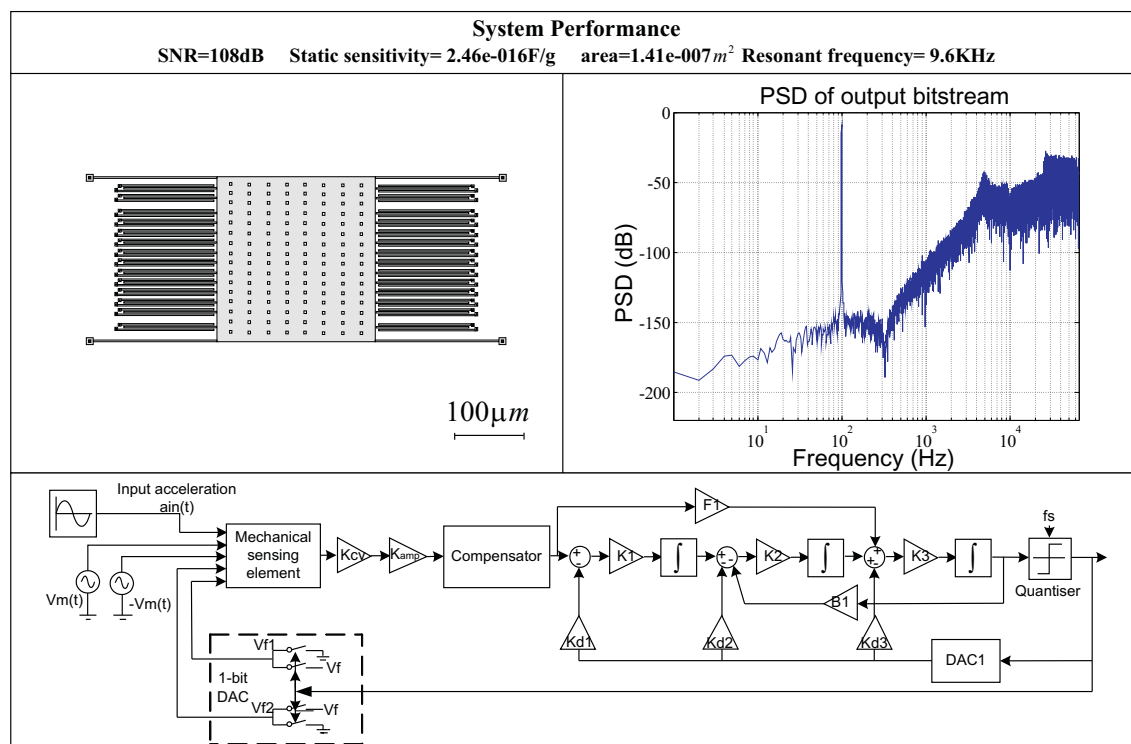 System Performance
SNR=108dB Static sensitivity= 2.46e-016F/g area=1.41e-007m² Resonant frequency= 9.6KHz
100μm
PSD of output bitstream
PSD (dB)
0
-50
-100
-150
-200
10¹ 10² 10³ 10⁴
Frequency (Hz)
Input acceleration
ain(t)
Vm(t)
-Vm(t)
Mechanical
sensing
element
Kcv
Kamp
Compensator
F1
+
-
K1
∫
+
-
-
K2
∫
+
+
-
K3
∫
fs
Quantiser
B1
Kd1
Kd2
Kd3
DAC1
Vf1
Vf
1-bit
DAC
Vf2
Vf